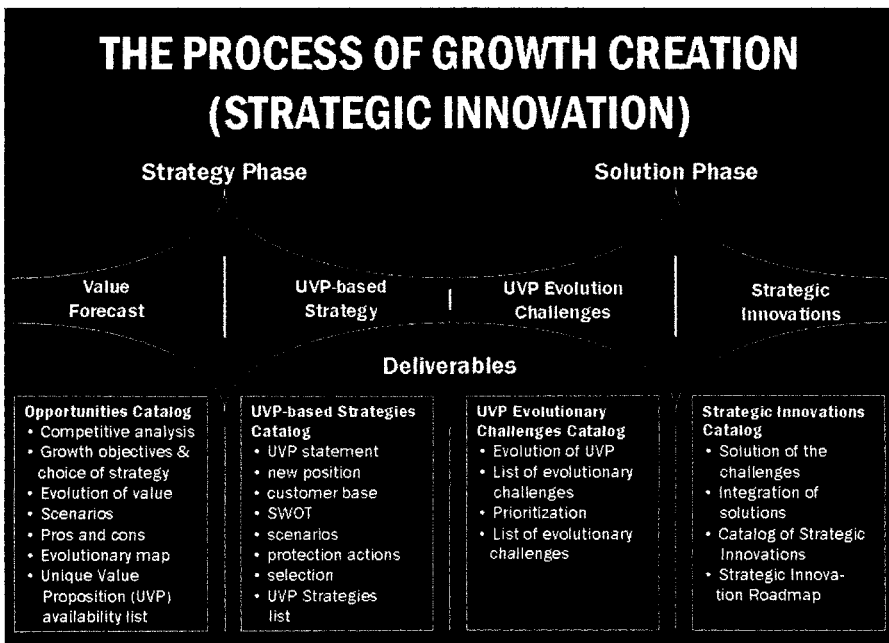 THE PROCESS OF GROWTH CREATION
(STRATEGIC INNOVATION)
Strategy Phase
Solution Phase
Value
Forecast
UVP-based
Strategy
UVP Evolution
Challenges
Strategic
Innovations
Deliverables
Opportunities Catalog
• Competitive analysis
• Growth objectives &
choice of strategy
• Evolution of value
• Scenarios
• Pros and cons
• Evolutionary map
• Unique Value
Proposition (UVP)
availability list
UVP-based Strategies
Catalog
• UVP statement
• new position
• customer base
• SWOT
• scenarios
• protection actions
• selection
• UVP Strategies
list
UVP Evolutionary
Challenges Catalog
• Evolution of UVP
• List of evolutionary
challenges
• Prioritization
• List of evolutionary
challenges
Strategic Innovations
Catalog
• Solution of the
challenges
• Integration of
solutions
• Catalog of Strategic
Innovations
• Strategic Innova-
tion Roadmap